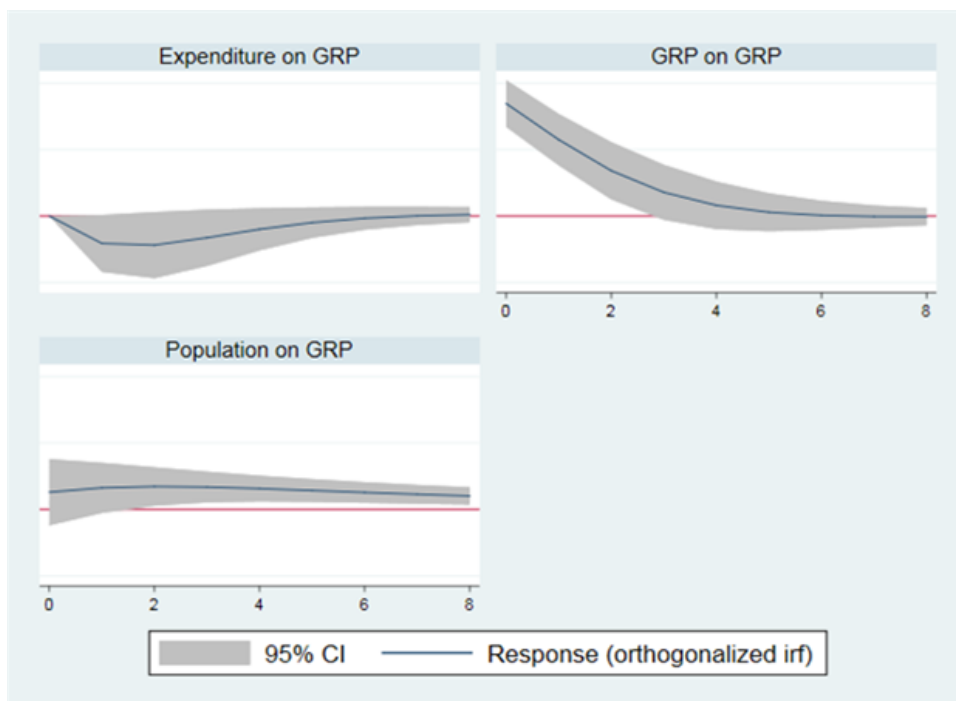 Expenditure on GRP
GRP on GRP
0 2 4 6 8
Population on GRP
0 2 4 6 8
95% CI Response (orthogonalized irf)